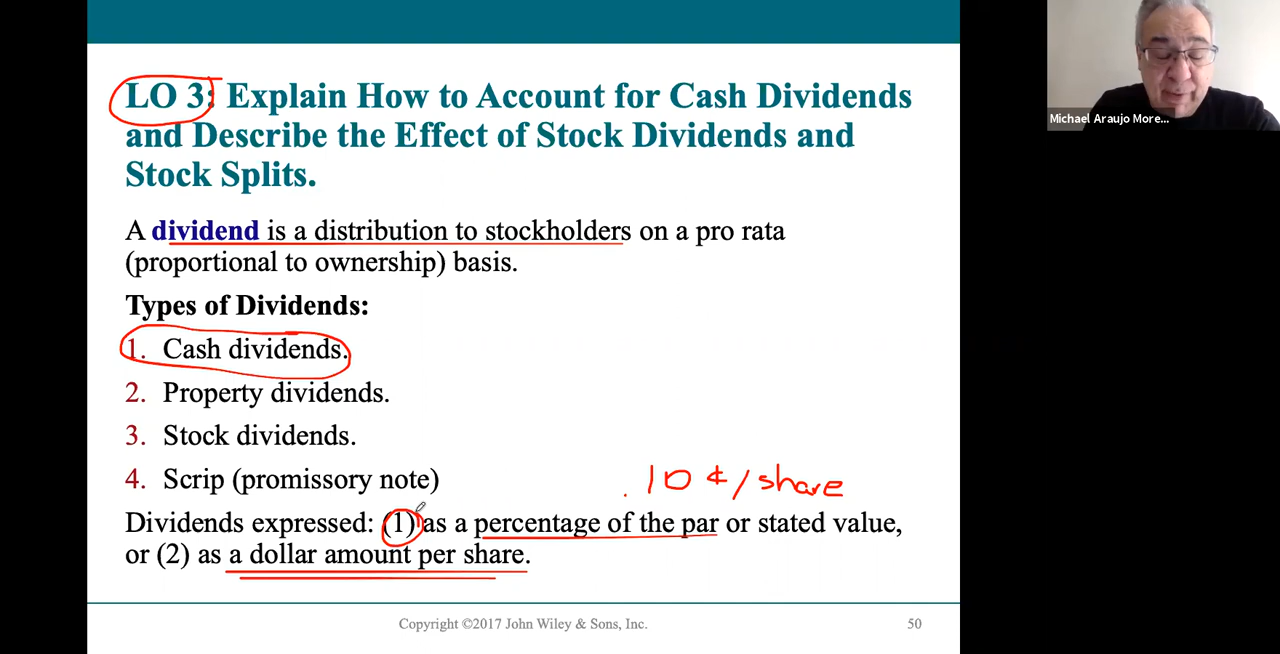 LO 3: Explain How to Account for Cash Dividends
and Describe the Effect of Stock Dividends and
Stock Splits.
A dividend is a distribution to stockholders on a pro rata
(proportional to ownership) basis.
Types of Dividends:
1. Cash dividends.
2. Property dividends.
3. Stock dividends.
4. Scrip (promissory note)
.10 ¢/share
Dividends expressed: (1) as a percentage of the par or stated value,
or (2) as a dollar amount per share.
Copyright ©2017 John Wiley & Sons, Inc.
50
Michael Araujo More...